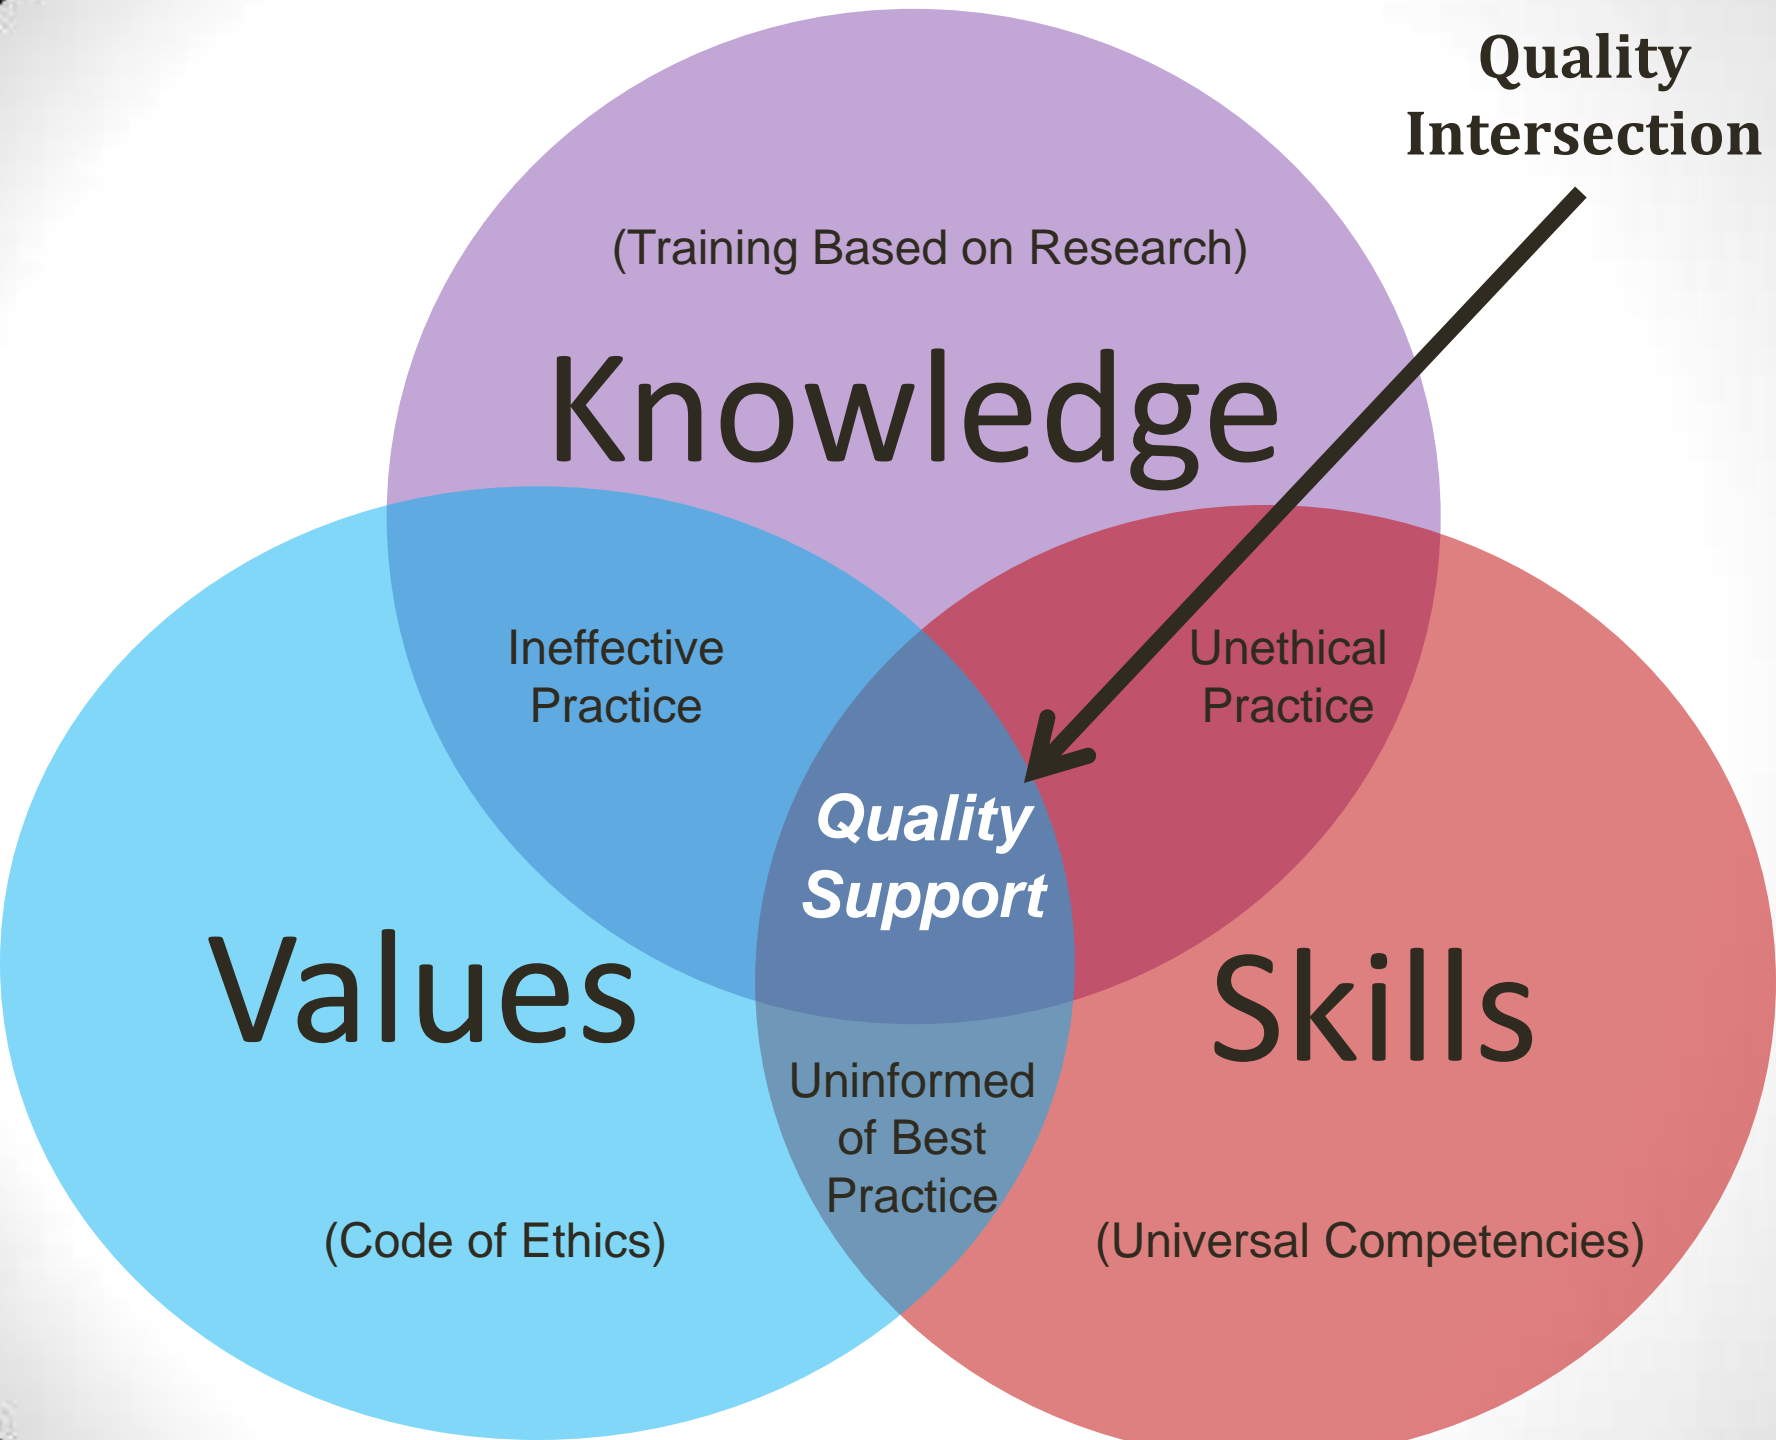 Quality
Intersection
(Training Based on Research)
Knowledge
Ineffective
Practice
Unethical
Practice
Quality
Support
Values
Skills
Uninformed
of Best
Practice
(Code of Ethics)
(Universal Competencies)